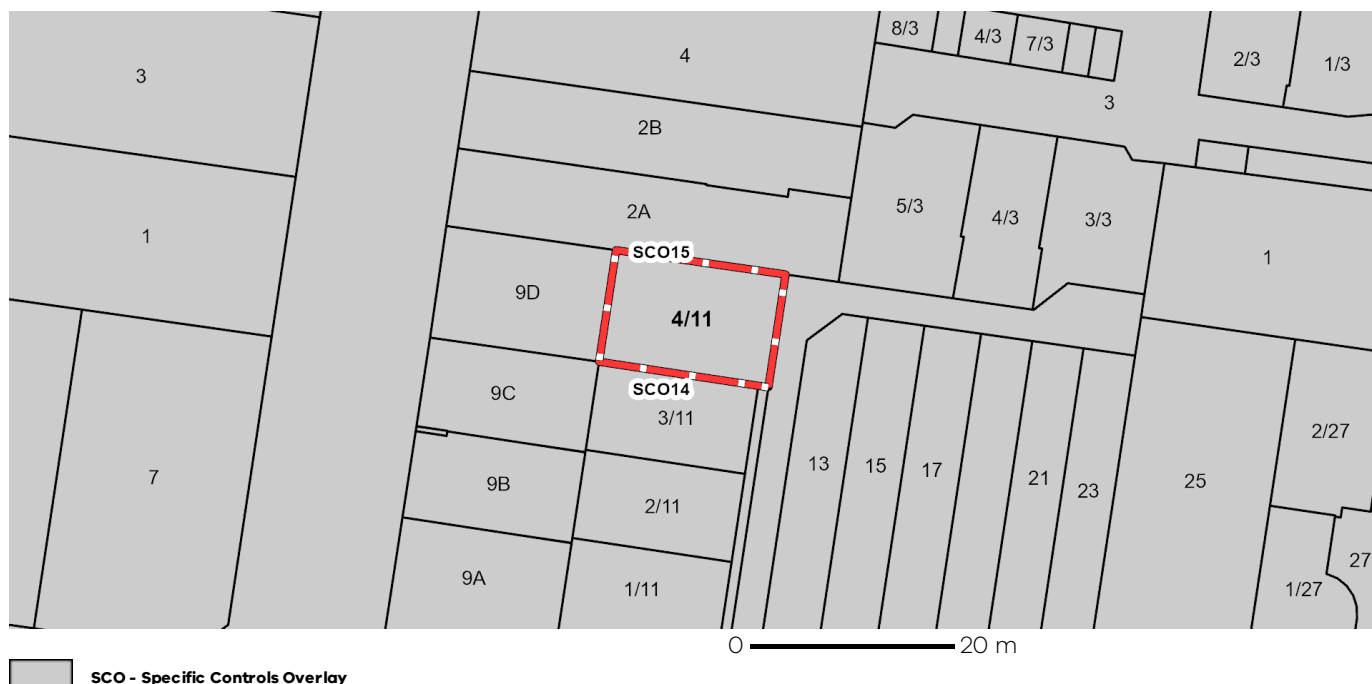 8/3
4/3
7/3
2/3
1/3
3
4
3
2B
5/3
4/3
3/3
2A
1
1
SCO15
9D
4/11
SCO14
9C
3/11
2/27
13
15
17
21
23
25
7
9B
2/11
27
9A
1/11
1/27
0 20 m
SCO - Specific Controls Overlay